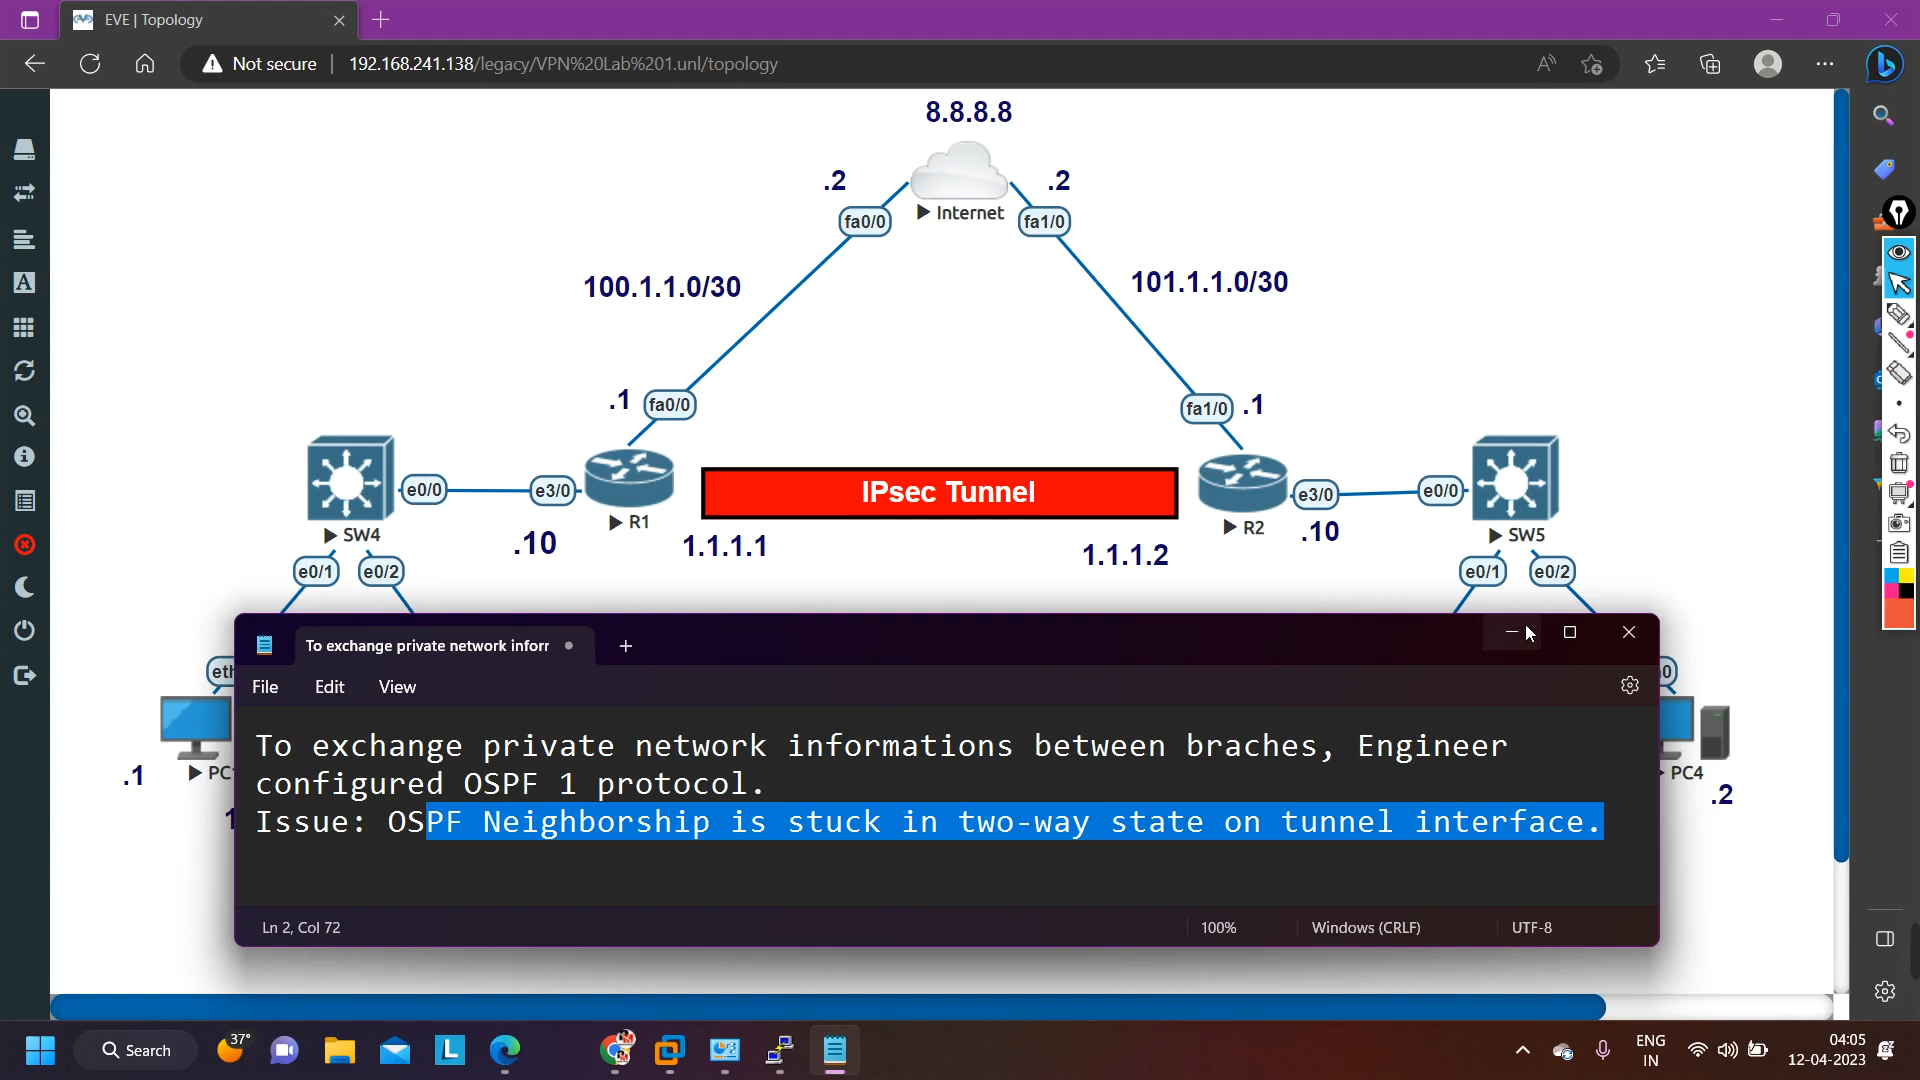 EVE | Topology
Not secure
192.168.241.138/legacy/VPN%20Lab%201.unl/topology
8.8.8.8
.2
.2
Internet
fa0/0
fa1/0
100.1.1.0/30
101.1.1.0/30
.1
fa0/0
fa1/0
.1
e0/0
e3/0
IPsec Tunnel
e3/0
e0/0
R1
R2
SW4
SW5
.10
1.1.1.1
1.1.1.2
.10
e0/1
e0/2
e0/1
e0/2
To exchange private network inforr
File
Edit
View
eth
0
To exchange private network informations between braches, Engineer
configured OSPF 1 protocol.
Issue: OSPF Neighborship is stuck in two-way state on tunnel interface.
.1
PC
PC4
.2
1
Ln 2, Col 72
100%
Windows (CRLF)
UTF-8
37°
Search
L
ENG
IN
04:05
12-04-2023